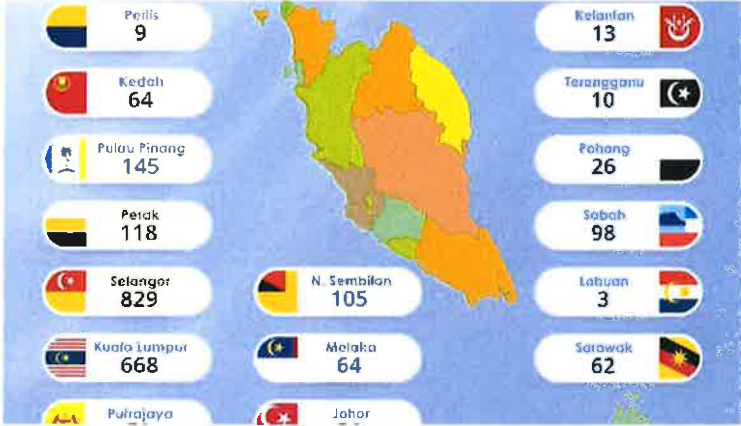 Perlis
9
Kedah
64
Pulau Pinang
145
Perak
118
Selangor
829
Kuala Lumpur
668
Putrajaya
N. Sembilan
105
Melaka
64
Johor
Kelantan
13
Terengganu
10
Pahang
26
Sabah
98
Labuan
3
Sarawak
62